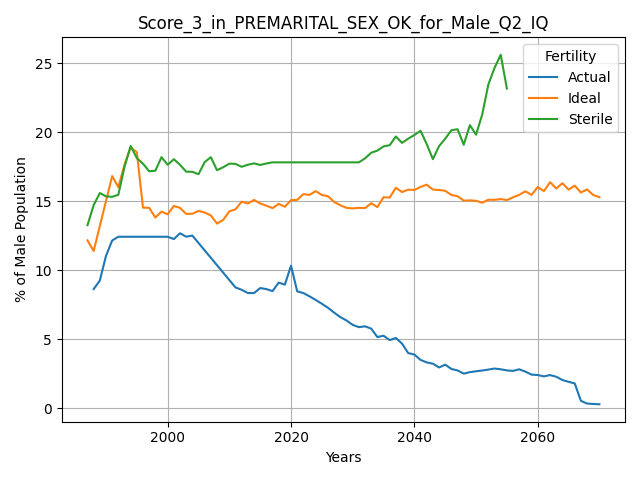 Score_3_in_PREMARITAL_SEX_OK_for_Male_Q2_IQ
% of Male Population
25
20
15
10
5
0
2000
2020
2040
2060
Years
Fertility
Actual
Ideal
Sterile